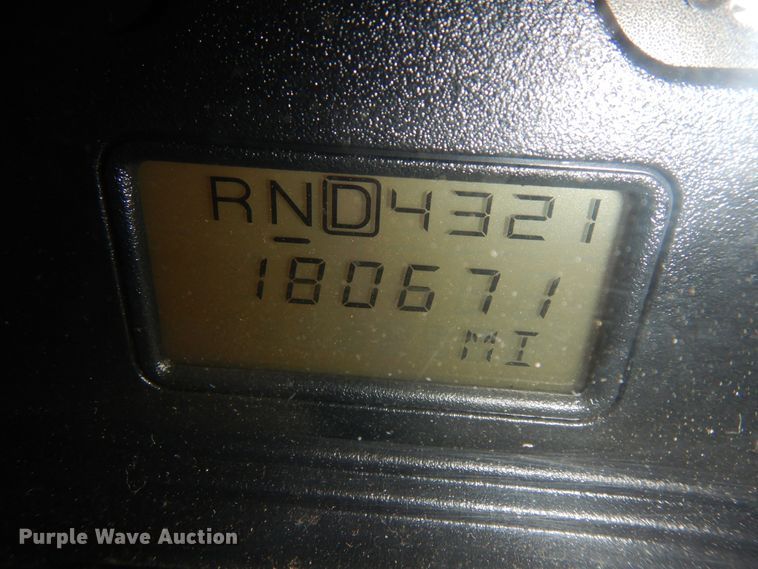 RND4321
180671
MI
Purple Wave Auction